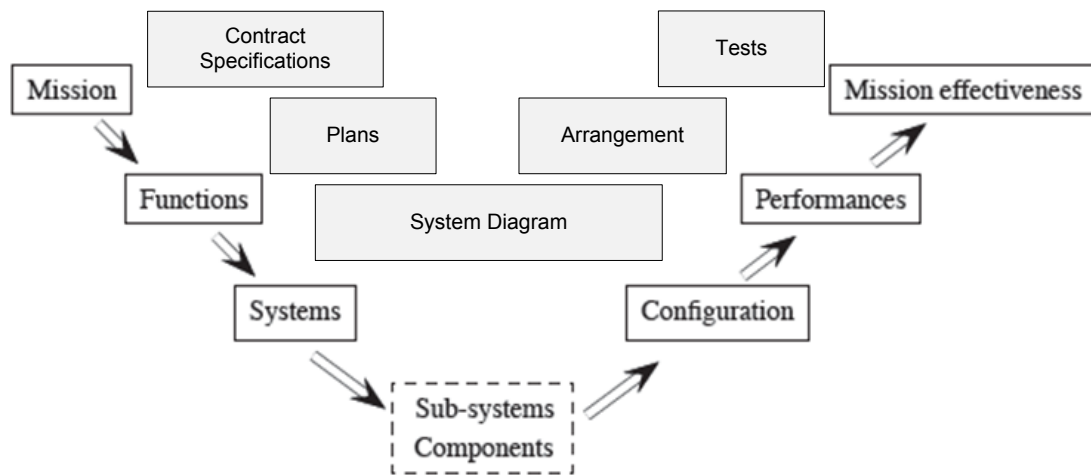 Contract
Specifications
Tests
Mission
Mission effectiveness
Plans
Arrangement
Functions
Performances
System Diagram
Systems
Configuration
Sub-systems
Components